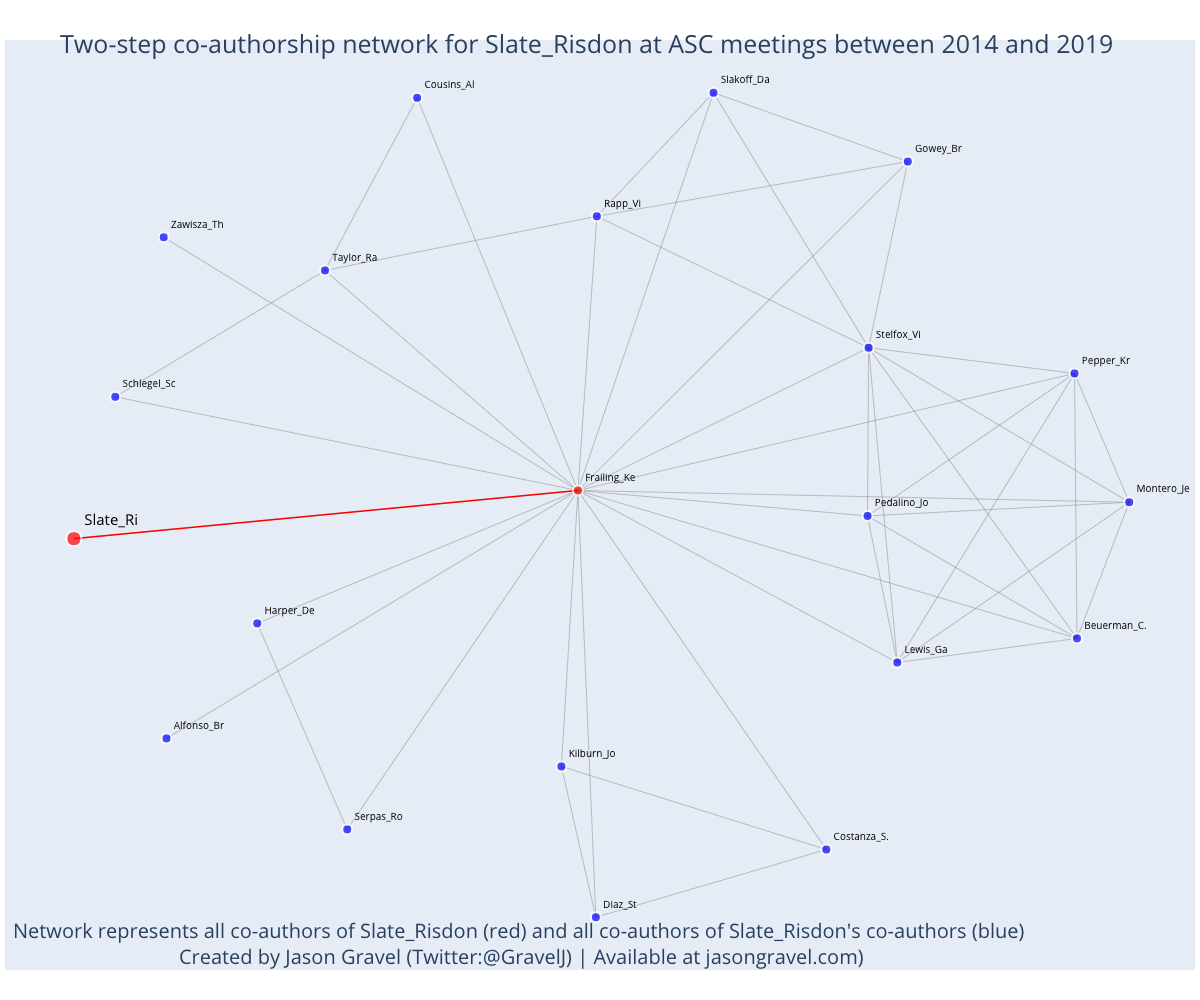 Two-step co-authorship network for Slate_Risdon at ASC meetings between 2014 and 2019
Slakoff_Da
Cousins_Al
Gowey_Br
Rapp_Vi
Zawisza_Th
Taylor_Ra
Stelfox_Vi
Pepper_Kr
Schlegel_Sc
Frailing_Ke
Montero_Je
Pedalino_Jo
Slate_Ri
Harper_De
Beuerman_C.
Lewis_Ga
Alfonso_Br
Kilburn_Jo
Serpas_Ro
Costanza_S.
Diaz_St
Network represents all co-authors of Slate_Risdon (red) and all co-authors of Slate_Risdon's co-authors (blue)
Created by Jason Gravel (Twitter:@GravelJ) | Available at jasongravel.com)